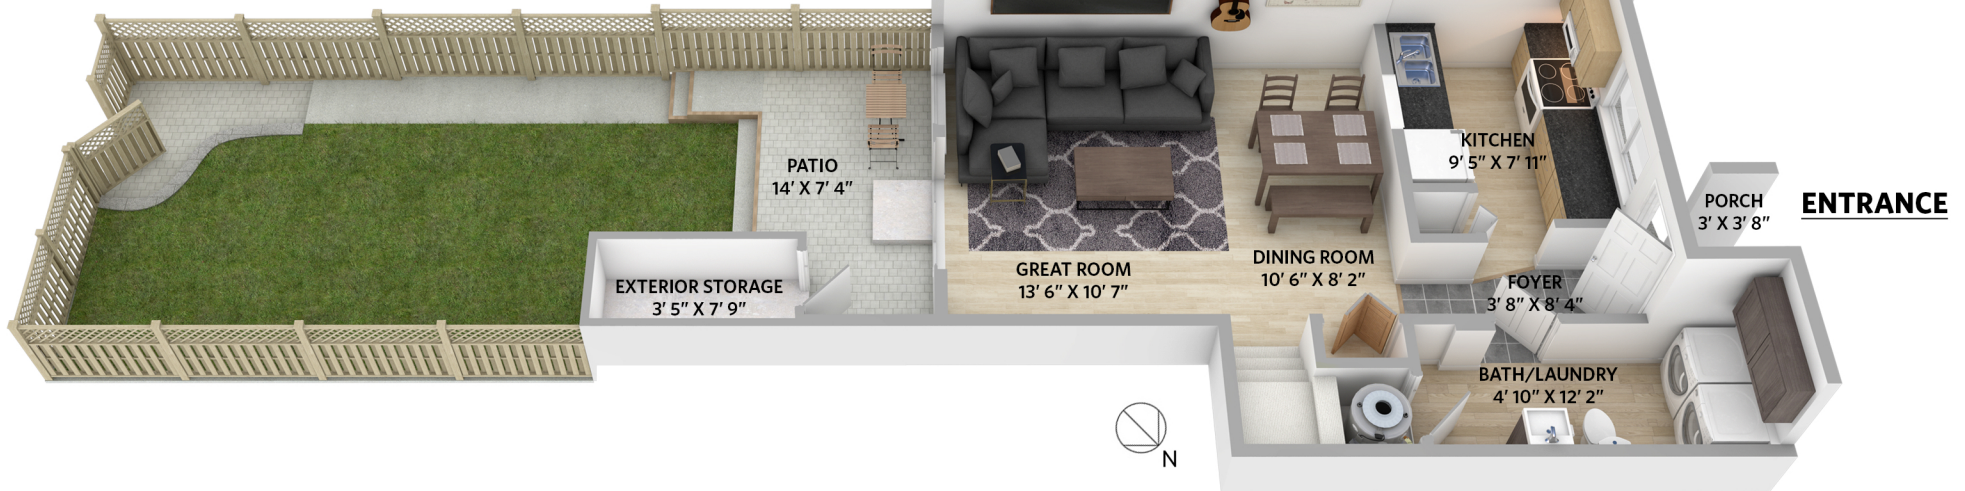 PATIO
14' X 7' 4"
EXTERIOR STORAGE
3' 5" X 7' 9"
GREAT ROOM
13' 6" X 10' 7"
DINING ROOM
10' 6" X 8' 2"
KITCHEN
9' 5" X 7' 11"
FOYER
3' 8" X 8' 4"
BATH/LAUNDRY
4' 10" X 12' 2"
PORCH
3' X 3' 8"
ENTRANCE
N